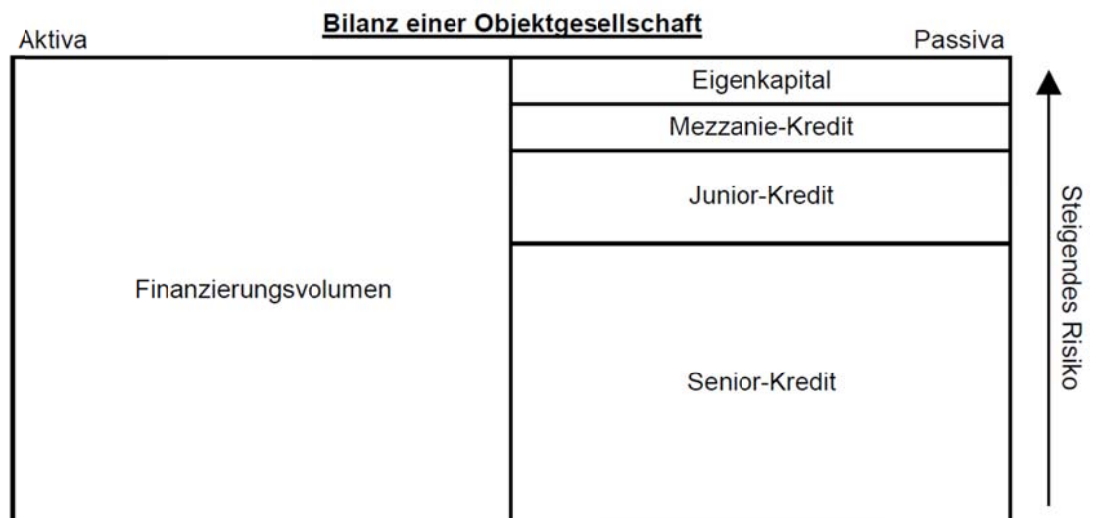 Bilanz einer Objektgesellschaft
Aktiva
Passiva
Eigenkapital
Mezzanie-Kredit
Junior-Kredit
Finanzierungsvolumen
Senior-Kredit
Steigendes Risiko